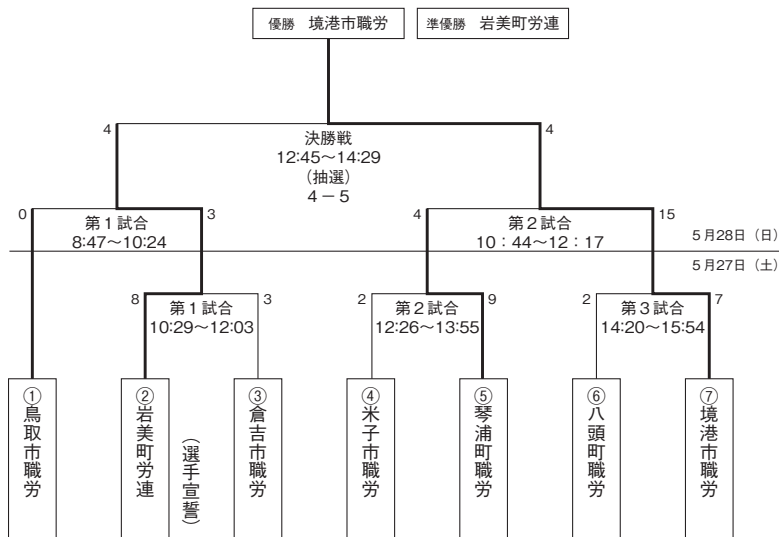 優勝 境港市職労
準優勝 岩美町労連
4
4
決勝戦
12:45～14:29
（抽選）
4－5
0
3
4
15
第1試合
8:47～10:24
第2試合
10：44～12：17
5月28日（日）
5月27日（土）
8
3
2
9
2
7
第1試合
10:29～12:03
第2試合
12:26～13:55
第3試合
14:20～15:54
①鳥取市職労
②岩美町労連
（選手宣誓）
③倉吉市職労
④米子市職労
⑤琴浦町職労
⑥八頭町職労
⑦境港市職労